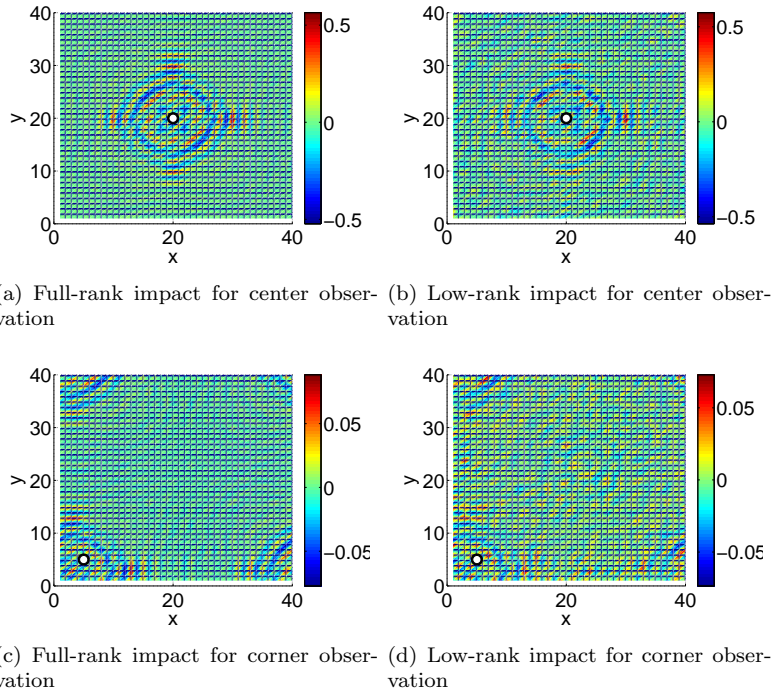 40
30
20
10
0
0
20
40
y
x
0.5
0
−0.5
40
30
20
10
0
0
20
40
y
x
0.5
0
−0.5
(a) Full-rank impact for center obser-
vation
(b) Low-rank impact for center obser-
vation
40
30
20
10
0
0
20
40
y
x
0.05
0
−0.05
40
30
20
10
0
0
20
40
y
x
0.05
0
−0.05
(c) Full-rank impact for corner obser-
vation
(d) Low-rank impact for corner obser-
vation